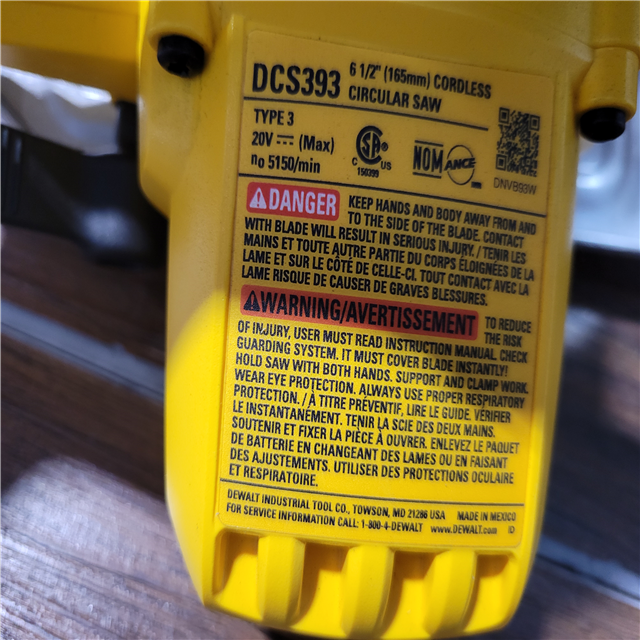 DCS393 6 1/2" (165mm) CORDLESS
CIRCULAR SAW
TYPE 3
20V (Max)
no 5150/min
SA
C US
150399
NOM ANCE
DNVB93W
DANGER KEEP HANDS AND BODY AWAY FROM AND
TO THE SIDE OF THE BLADE. CONTACT
WITH BLADE WILL RESULT IN SERIOUS INJURY. / TENIR LES
MAINS ET TOUTE AUTRE PARTIE DU CORPS ÉLOIGNÉES DE LA
LAME ET SUR LE CÔTÉ DE CELLE-CI. TOUT CONTACT AVEC LA
LAME RISQUE DE CAUSER DE GRAVES BLESSURES.
WARNING/AVERTISSEMENT TO REDUCE
THE RISK
OF INJURY, USER MUST READ INSTRUCTION MANUAL. CHECK
GUARDING SYSTEM. IT MUST COVER BLADE INSTANTLY!
HOLD SAW WITH BOTH HANDS. SUPPORT AND CLAMP WORK.
WEAR EYE PROTECTION. ALWAYS USE PROPER RESPIRATORY
PROTECTION. / À TITRE PRÉVENTIF, LIRE LE GUIDE. VÉRIFIER
LE INSTANTANÉMENT. TENIR LA SCIE DES DEUX MAINS.
SOUTENIR ET FIXER LA PIÈCE À OUVRER. ENLEVEZ LE PAQUET
DE BATTERIE EN CHANGEANT DES LAMES OU EN FAISANT
DES AJUSTEMENTS. UTILISER DES PROTECTIONS OCULAIRE
ET RESPIRATOIRE.
DEWALT INDUSTRIAL TOOL CO., TOWSON, MD 21286 USA MADE IN MEXICO
FOR SERVICE INFORMATION CALL: 1-800-4-DEWALT www.DEWALT.com ID